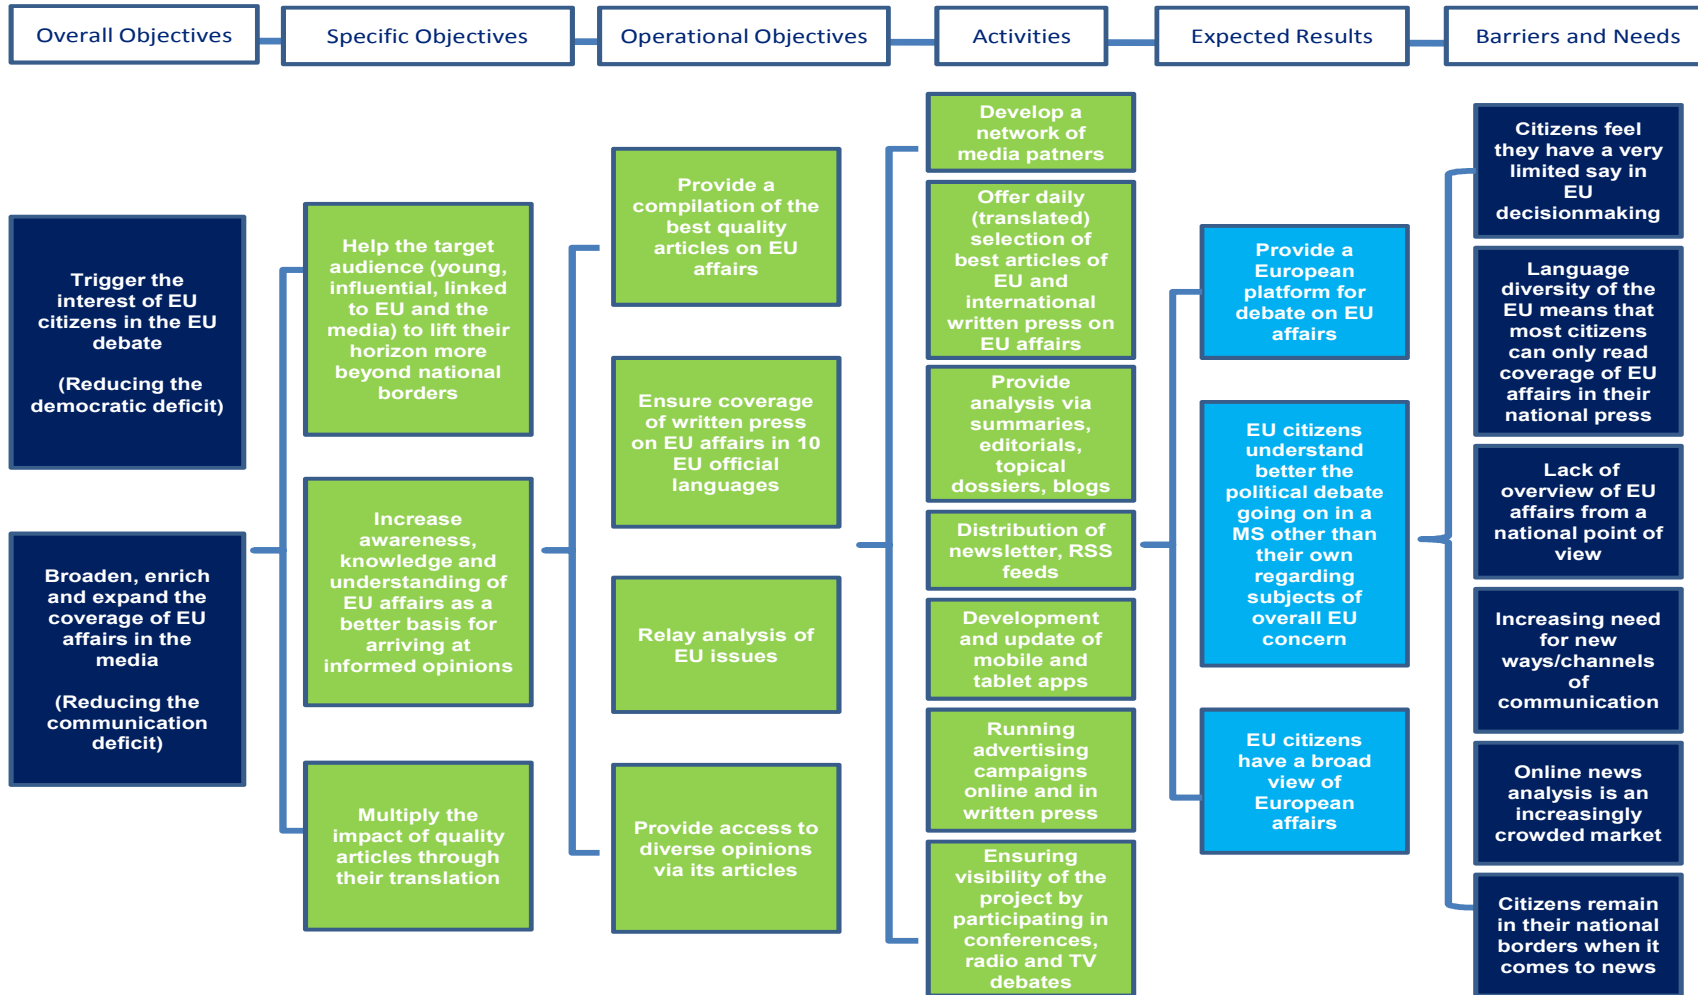 Overall Objectives
Specific Objectives
Operational Objectives
Activities
Expected Results
Barriers and Needs
Trigger the
interest of EU
citizens in the EU
debate
(Reducing the
democratic deficit)
Broaden, enrich
and expand the
coverage of EU
affairs in the
media
(Reducing the
communication
deficit)
Help the target
audience (young,
influential, linked
to EU and the
media) to lift their
horizon more
beyond national
borders
Increase
awareness,
knowledge and
understanding of
EU affairs as a
better basis for
arriving at
informed opinions
Multiply the
impact of quality
articles through
their translation
Provide a
compilation of the
best quality
articles on EU
affairs
Ensure coverage
of written press
on EU affairs in 10
EU official
languages
Relay analysis of
EU issues
Provide access to
diverse opinions
via its articles
Develop a
network of
media patners
Offer daily
(translated)
selection of
best articles of
EU and
international
written press on
EU affairs
Provide
analysis via
summaries,
editorials,
topical
dossiers, blogs
Distribution of
newsletter, RSS
feeds
Development
and update of
mobile and
tablet apps
Running
advertising
campaigns
online and in
written press
Ensuring
visibility of the
project by
participating in
conferences,
radio and TV
debates
Provide a
European
platform for
debate on EU
affairs
EU citizens
understand
better the
political debate
going on in a
MS other than
their own
regarding
subjects of
overall EU
concern
EU citizens
have a broad
view of
European
affairs
Citizens feel
they have a very
limited say in
EU
decisionmaking
Language
diversity of the
EU means that
most citizens
can only read
coverage of EU
affairs in their
national press
Lack of
overview of EU
affairs from a
national point of
view
Increasing need
for new
ways/channels
of
communication
Online news
analysis is an
increasingly
crowded market
Citizens remain
in their national
borders when it
comes to news